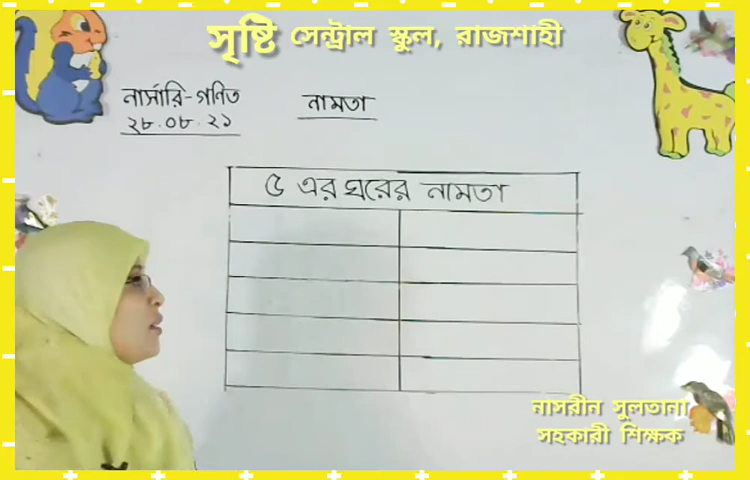 সৃষ্টি সেন্ট্রাল স্কুল, রাজশাহী
নার্সারি-গণিত
২৮.০৮.২১
নামতা
৫ এর ঘরের নামতা
নাসরীন সুলতানা
সহকারী শিক্ষক